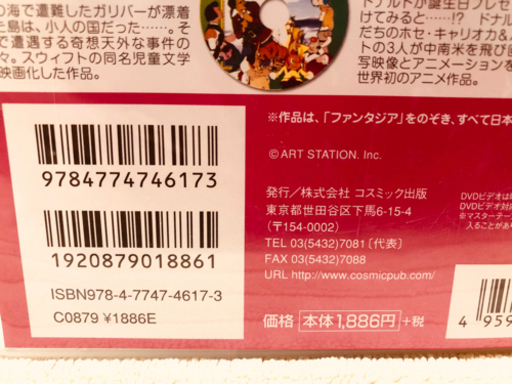 の海で遭難したガリバーが漂着
た島は、小人の国だった……。そ
で遭遇する奇想天外な事件の
々。スウィフトの同名児童文学
映画化した作品。
ドナルドが誕生日プレゼ
けてみると……!? ドナル
だちのホセ・キャリオカ&
トの3人が中南米を飛び回
写映像とアニメーションを
世界初のアニメ作品。
※作品は、「ファンタジア」をのぞき、すべて日本
©ART STATION. Inc.
9784774746173
1920879018861
ISBN978-4-7747-4617-3
C0879 ¥1886E
発行/株式会社 コスミック出版
東京都世田谷区下馬6-15-4
(〒154-0002)
TEL 03(5432)7081〔代表〕
FAX 03(5432)7088
URL http://www.cosmicpub.com/
DVDビデオは
DVDビデオ対
※マスターテー
入ることが
価格 本体1,886円 +税
4 959